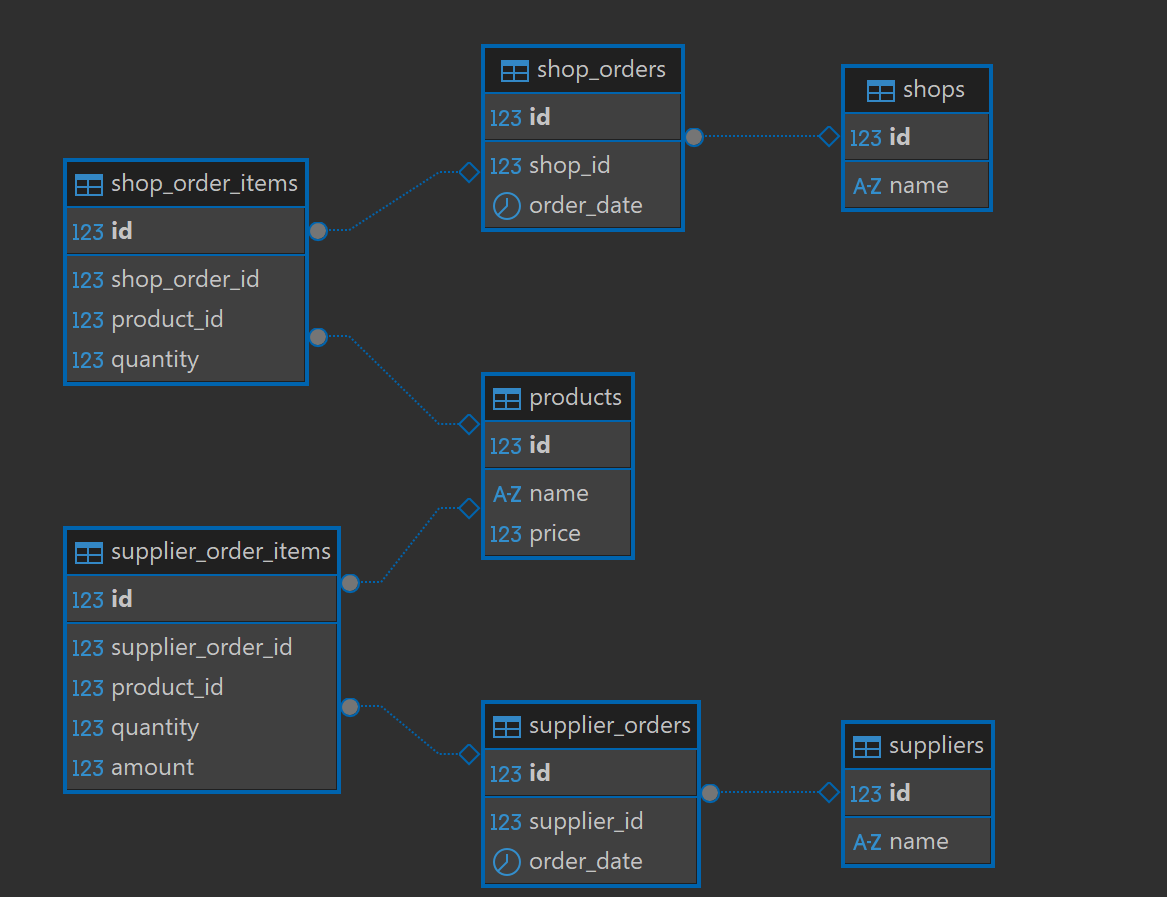 shop_orders
123 id
123 shop_id
order_date
shops
123 id
A-Z name
shop_order_items
123 id
123 shop_order_id
123 product_id
123 quantity
products
123 id
A-Z name
123 price
supplier_order_items
123 id
123 supplier_order_id
123 product_id
123 quantity
123 amount
supplier_orders
123 id
123 supplier_id
order_date
suppliers
123 id
A-Z name